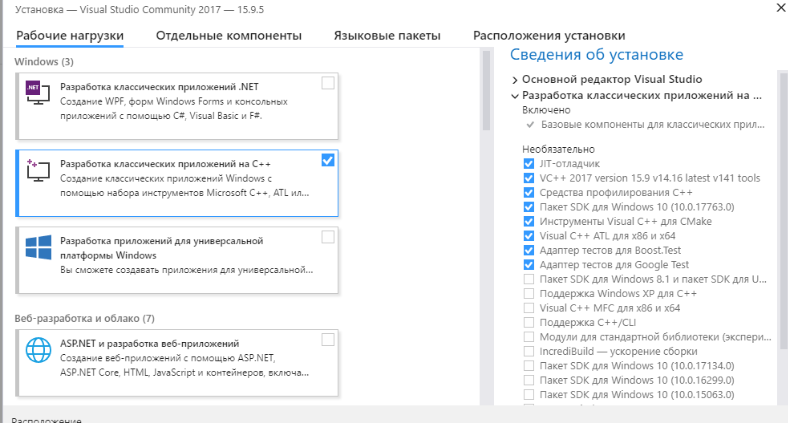 Установка — Visual Studio Community 2017 — 15.9.5
Рабочие нагрузки
Отдельные компоненты
Языковые пакеты
Расположения установки
Windows (3)
.NET
Разработка классических приложений .NET
Создание WPF, форм Windows Forms и консольных
приложений с помощью C#, Visual Basic и F#.
Разработка классических приложений на C++
Создание классических приложений Windows с
помощью набора инструментов Microsoft C++, ATL ил...
Разработка приложений для универсальной
платформы Windows
Вы сможете создавать приложения для универсальной...
Веб-разработка и облако (7)
ASP.NET и разработка веб-приложений
Создание веб-приложений с помощью ASP.NET,
ASP.NET Core, HTML, JavaScript и контейнеров, включа...
Сведения об установке
Основной редактор Visual Studio
Разработка классических приложений на ...
Включено
Базовые компоненты для классических прил...
Необязательно
JIT-отладчик
VC++ 2017 version 15.9 v14.16 latest v141 tools
Средства профилирования C++
Пакет SDK для Windows 10 (10.0.17763.0)
Инструменты Visual C++ для CMake
Visual C++ ATL для x86 и x64
Адаптер тестов для Boost.Test
Адаптер тестов для Google Test
Пакет SDK для Windows 8.1 и пакет SDK для U...
Поддержка Windows XP для C++
Visual C++ MFC для x86 и x64
Поддержка C++/CLI
Модули для стандартной библиотеки (экспери...
IncrediBuild — ускорение сборки
Пакет SDK для Windows 10 (10.0.17134.0)
Пакет SDK для Windows 10 (10.0.16299.0)
Пакет SDK для Windows 10 (10.0.15063.0)
Расположение